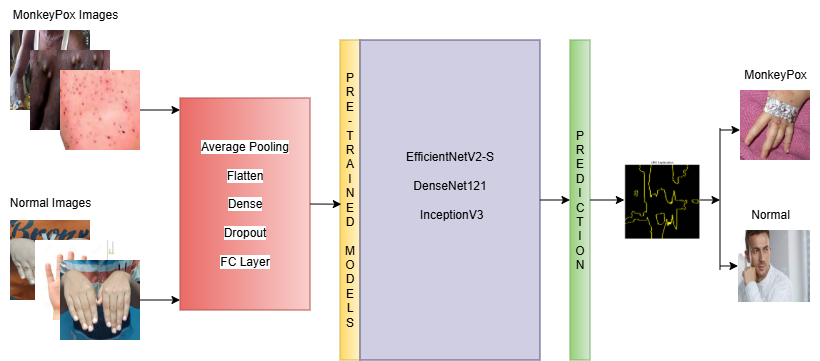 MonkeyPox Images
Normal Images
Average Pooling
Flatten
Dense
Dropout
FC Layer
PRE-TRAINED MODELS
EfficientNetV2-S
DenseNet121
InceptionV3
PREDICTION
MonkeyPox
Normal